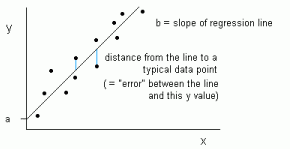 y
b = slope of regression line
distance from the line to a
typical data point
( = "error" between the line
and this y value)
a
x